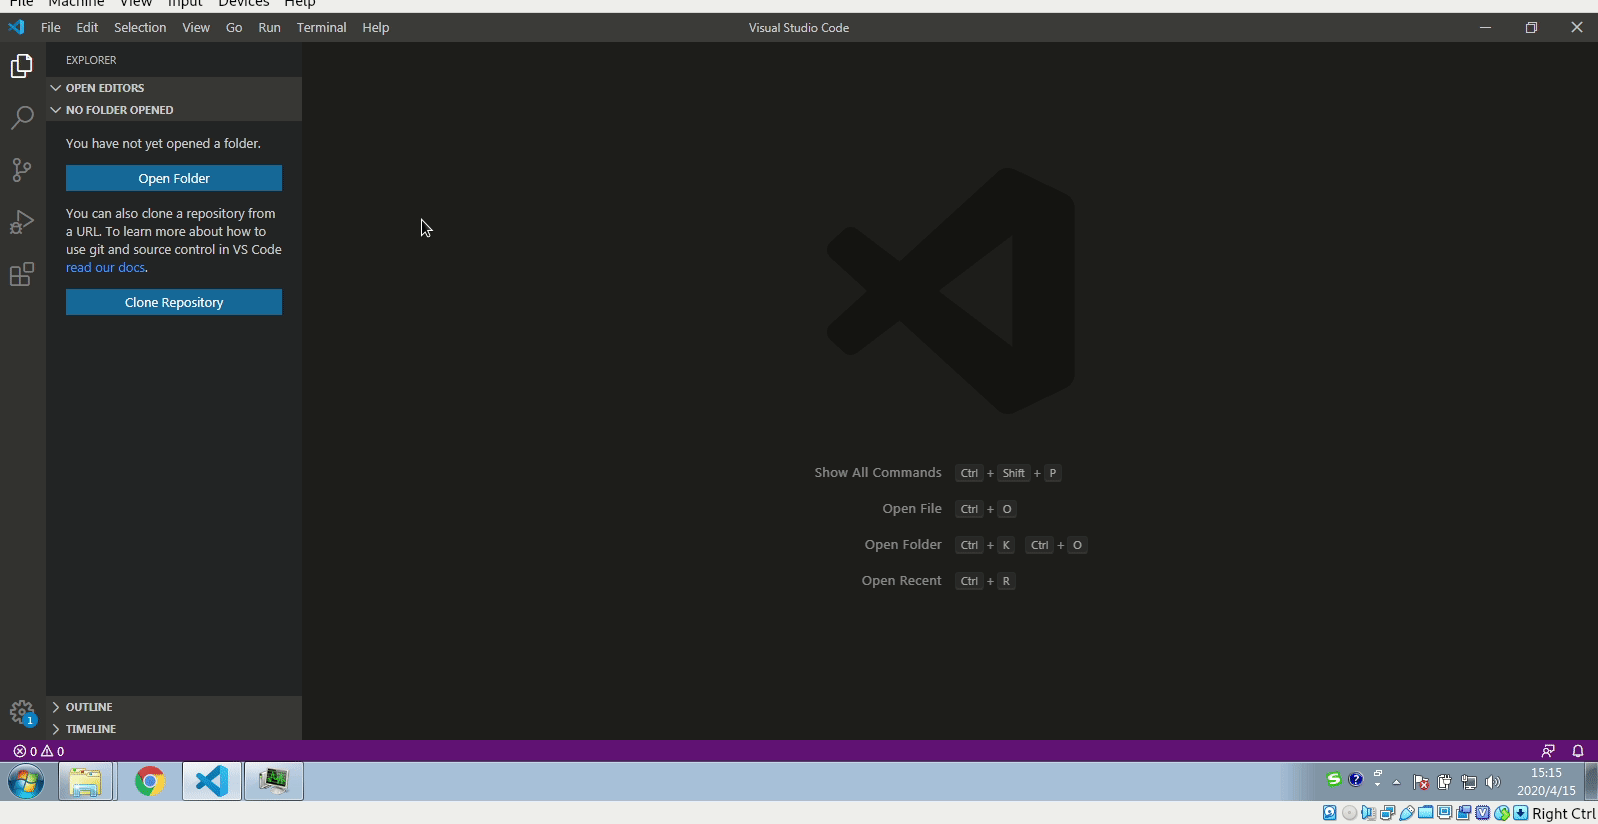 File Machine View Input Devices Help
File Edit Selection View Go Run Terminal Help Visual Studio Code
EXPLORER
OPEN EDITORS
NO FOLDER OPENED
You have not yet opened a folder.
Open Folder
You can also clone a repository from
a URL. To learn more about how to
use git and source control in VS Code
read our docs.
Clone Repository
Show All Commands Ctrl + Shift + P
Open File Ctrl + O
Open Folder Ctrl + K Ctrl + O
Open Recent Ctrl + R
1
OUTLINE
TIMELINE
0 0
15:15
2020/4/15
Right Ctrl